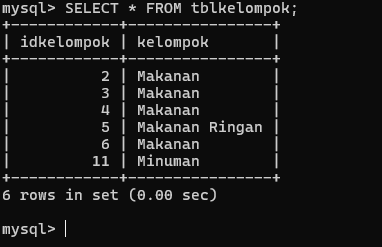 mysql> SELECT * FROM tblkelompok;
+------------+----------------+
| idkelompok | kelompok       |
+------------+----------------+
|          2 | Makanan        |
|          3 | Makanan        |
|          4 | Makanan        |
|          5 | Makanan Ringan |
|          6 | Makanan        |
|         11 | Minuman        |
+------------+----------------+
6 rows in set (0.00 sec)
mysql>